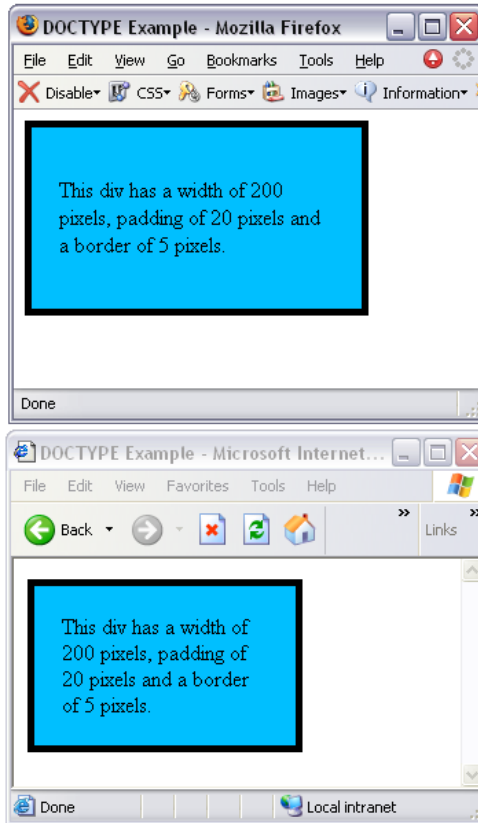 DOCTYPE Example - Mozilla Firefox
File Edit View Go Bookmarks Tools Help
Disable CSS Forms Images Information
This div has a width of 200
pixels, padding of 20 pixels and
a border of 5 pixels.
Done
DOCTYPE Example - Microsoft Internet...
File Edit View Favorites Tools Help
Back » Links »
This div has a width of
200 pixels, padding of
20 pixels and a border
of 5 pixels.
Done Local intranet